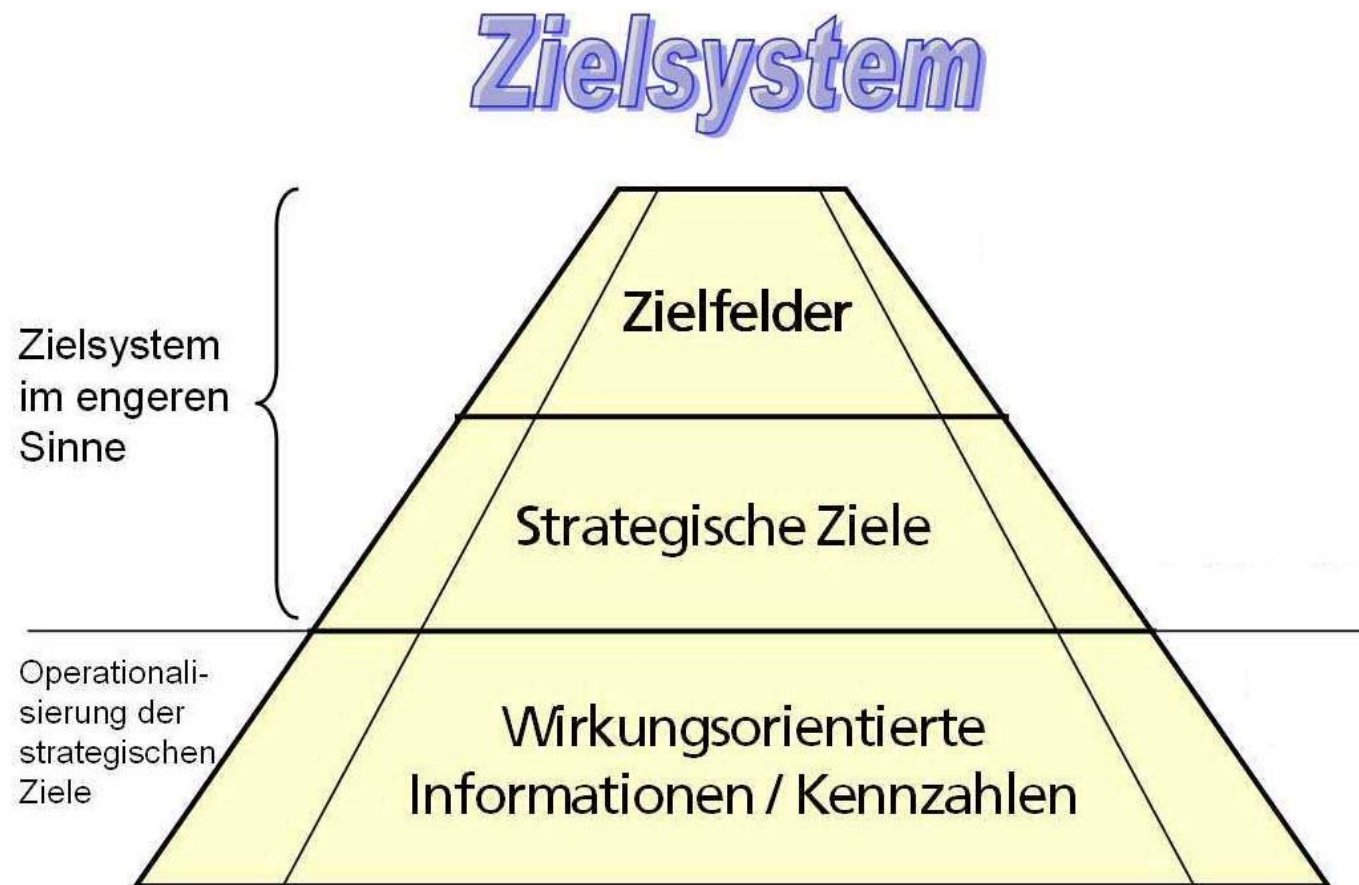 Zielsystem
Zielfelder
Zielsystem
im engeren
Sinne
Strategische Ziele
Operationali-
sierung der
strategischen
Ziele
Wirkungsorientierte
Informationen / Kennzahlen